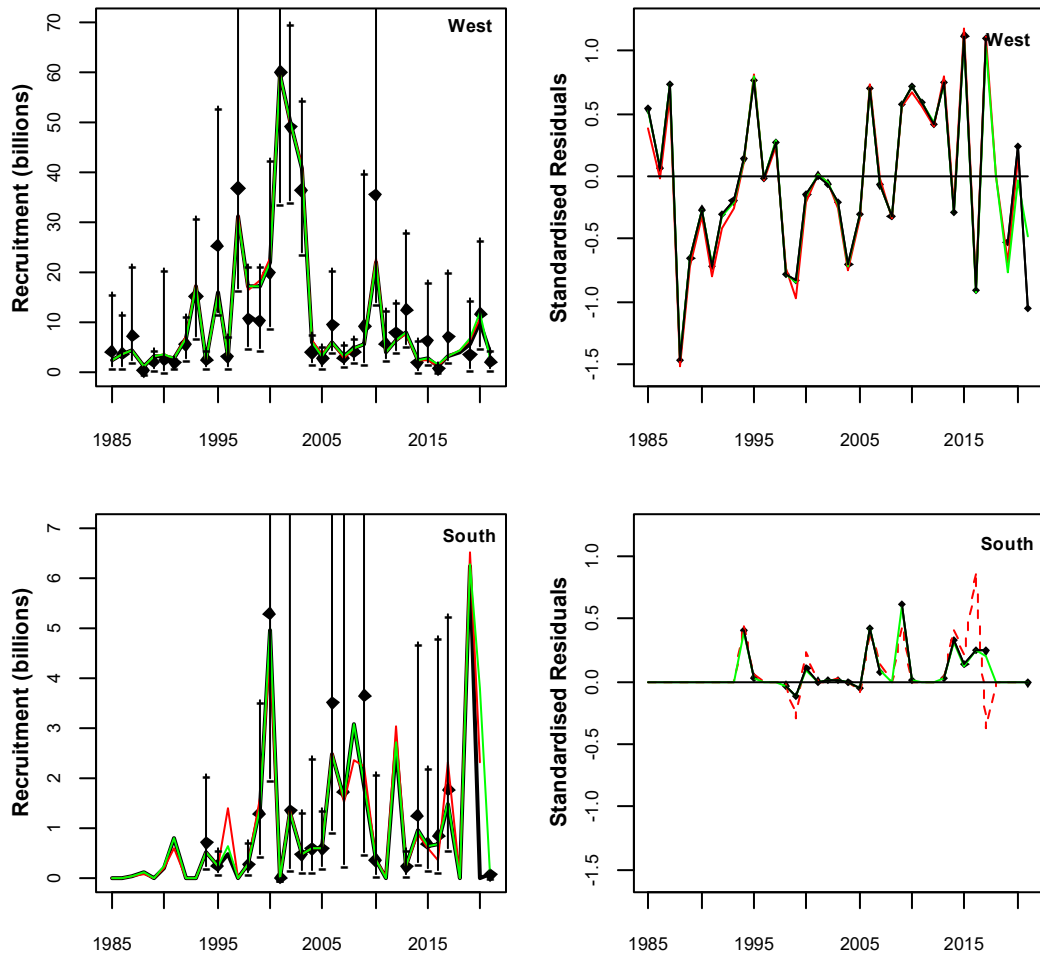 West
Recruitment (billions)
0 10 20 30 40 50 60 70
1985 1995 2005 2015
West
Standardised Residuals
-1.5 -1.0 -0.5 0.0 0.5 1.0
1985 1995 2005 2015
South
Recruitment (billions)
0 1 2 3 4 5 6 7
1985 1995 2005 2015
South
Standardised Residuals
-1.5 -1.0 -0.5 0.0 0.5 1.0
1985 1995 2005 2015